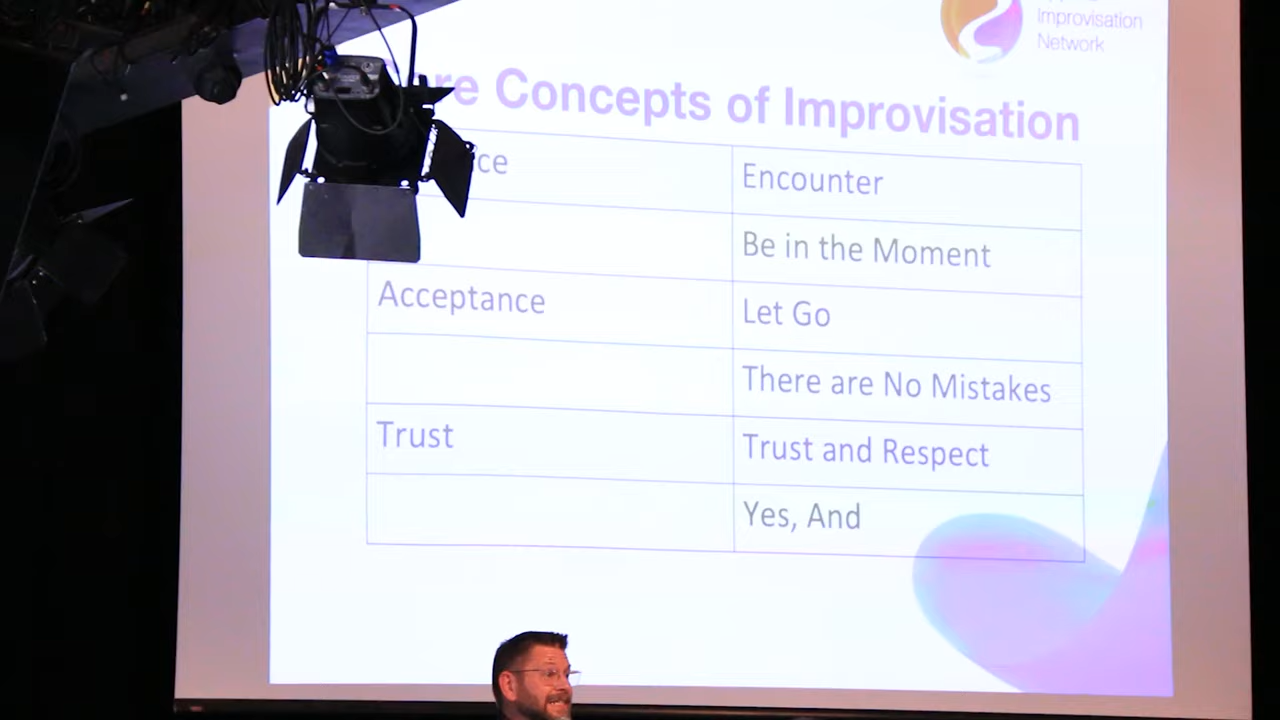 Improvisation
Network
Concepts of Improvisation
Encounter
Be in the Moment
Acceptance
Let Go
There are No Mistakes
Trust
Trust and Respect
Yes, And